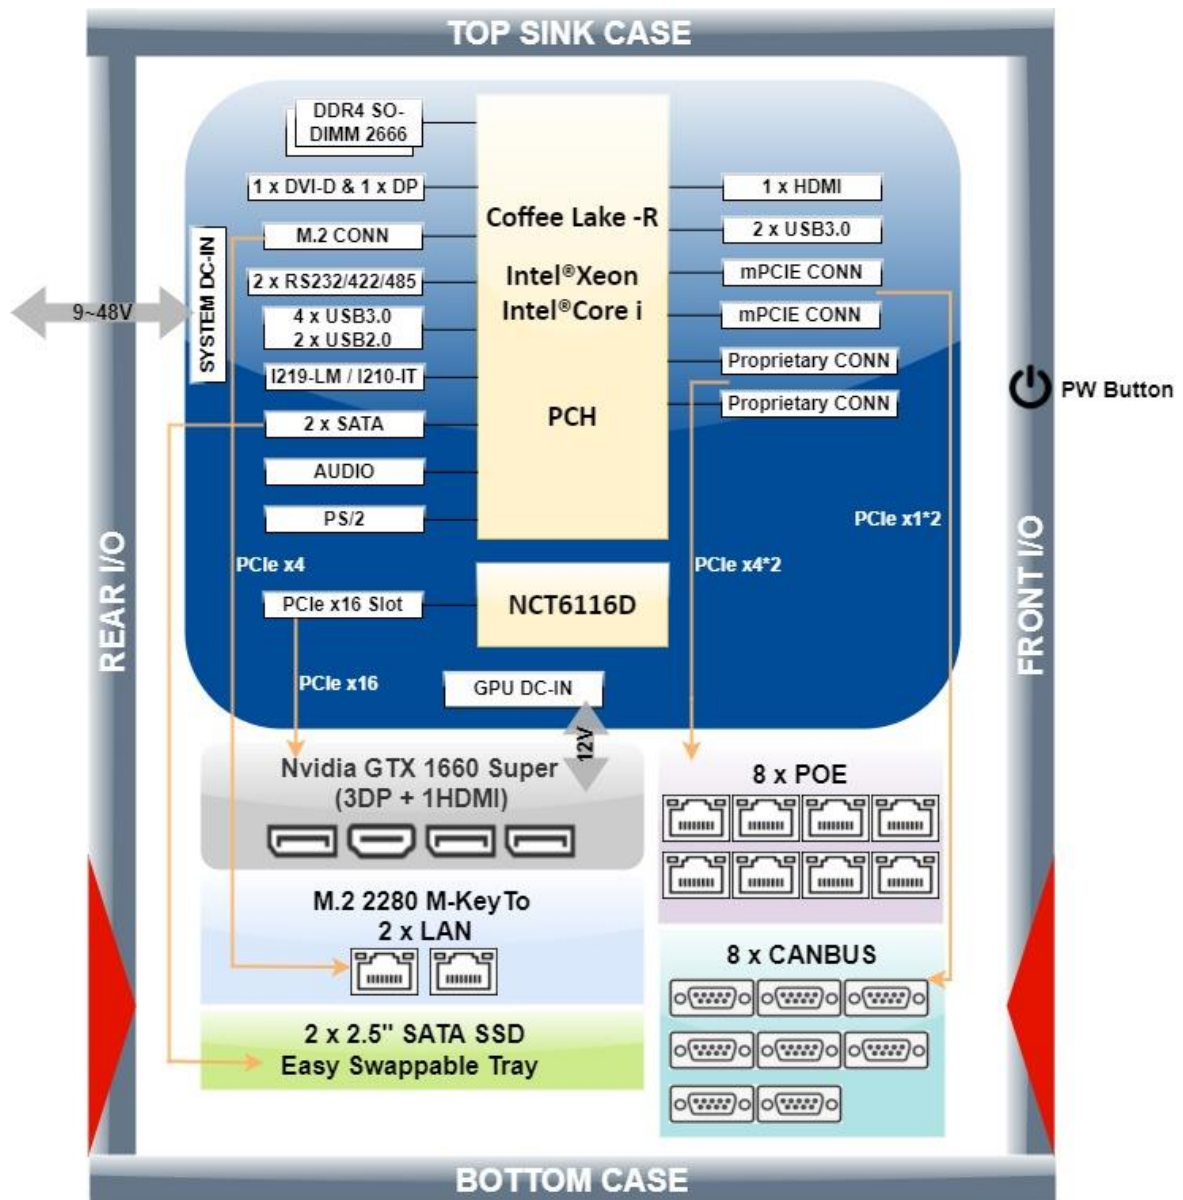 TOP SINK CASE
DDR4 SO-
DIMM 2666
1 x DVI-D & 1 x DP
M.2 CONN
2 x RS232/422/485
4 x USB3.0
2 x USB2.0
I219-LM / I210-IT
2 x SATA
AUDIO
PS/2
PCIe x16 Slot
Coffee Lake -R
Intel®Xeon
Intel®Core i
PCH
NCT6116D
1 x HDMI
2 x USB3.0
mPCIE CONN
mPCIE CONN
Proprietary CONN
Proprietary CONN
SYSTEM DC-IN
9~48V
PW Button
REAR I/O
FRONT I/O
PCIe x4
PCIe x16
PCIe x4*2
PCIe x1*2
GPU DC-IN
12V
Nvidia GTX 1660 Super
(3DP + 1HDMI)
M.2 2280 M-Key To
2 x LAN
2 x 2.5" SATA SSD
Easy Swappable Tray
8 x POE
8 x CANBUS
BOTTOM CASE